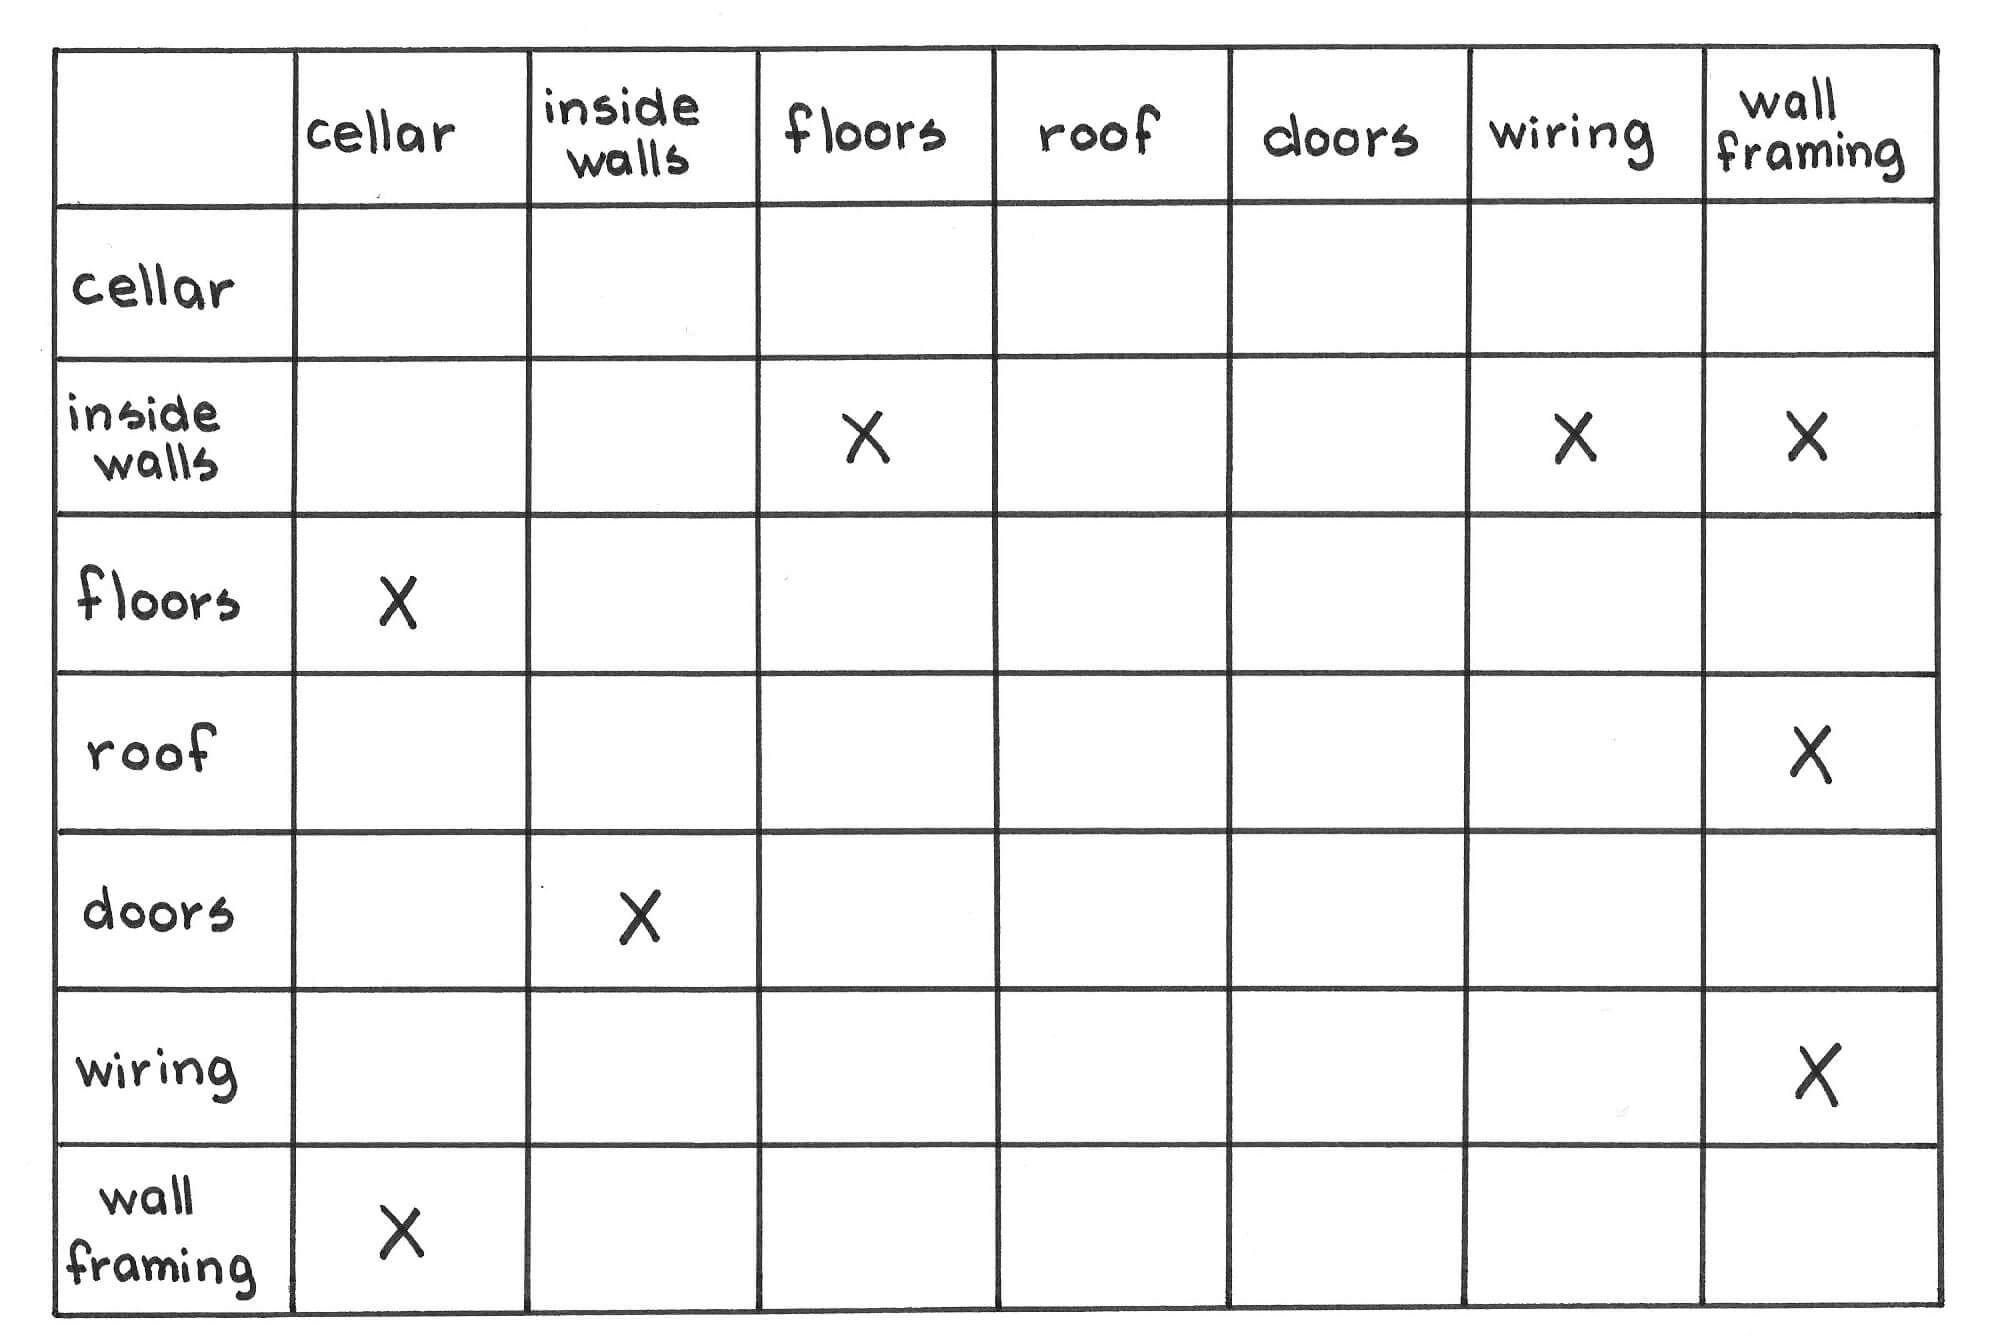 cellar inside walls floors roof doors wiring wall framing
cellar
inside walls X X X
floors X
roof X
doors X
wiring X
wall framing X